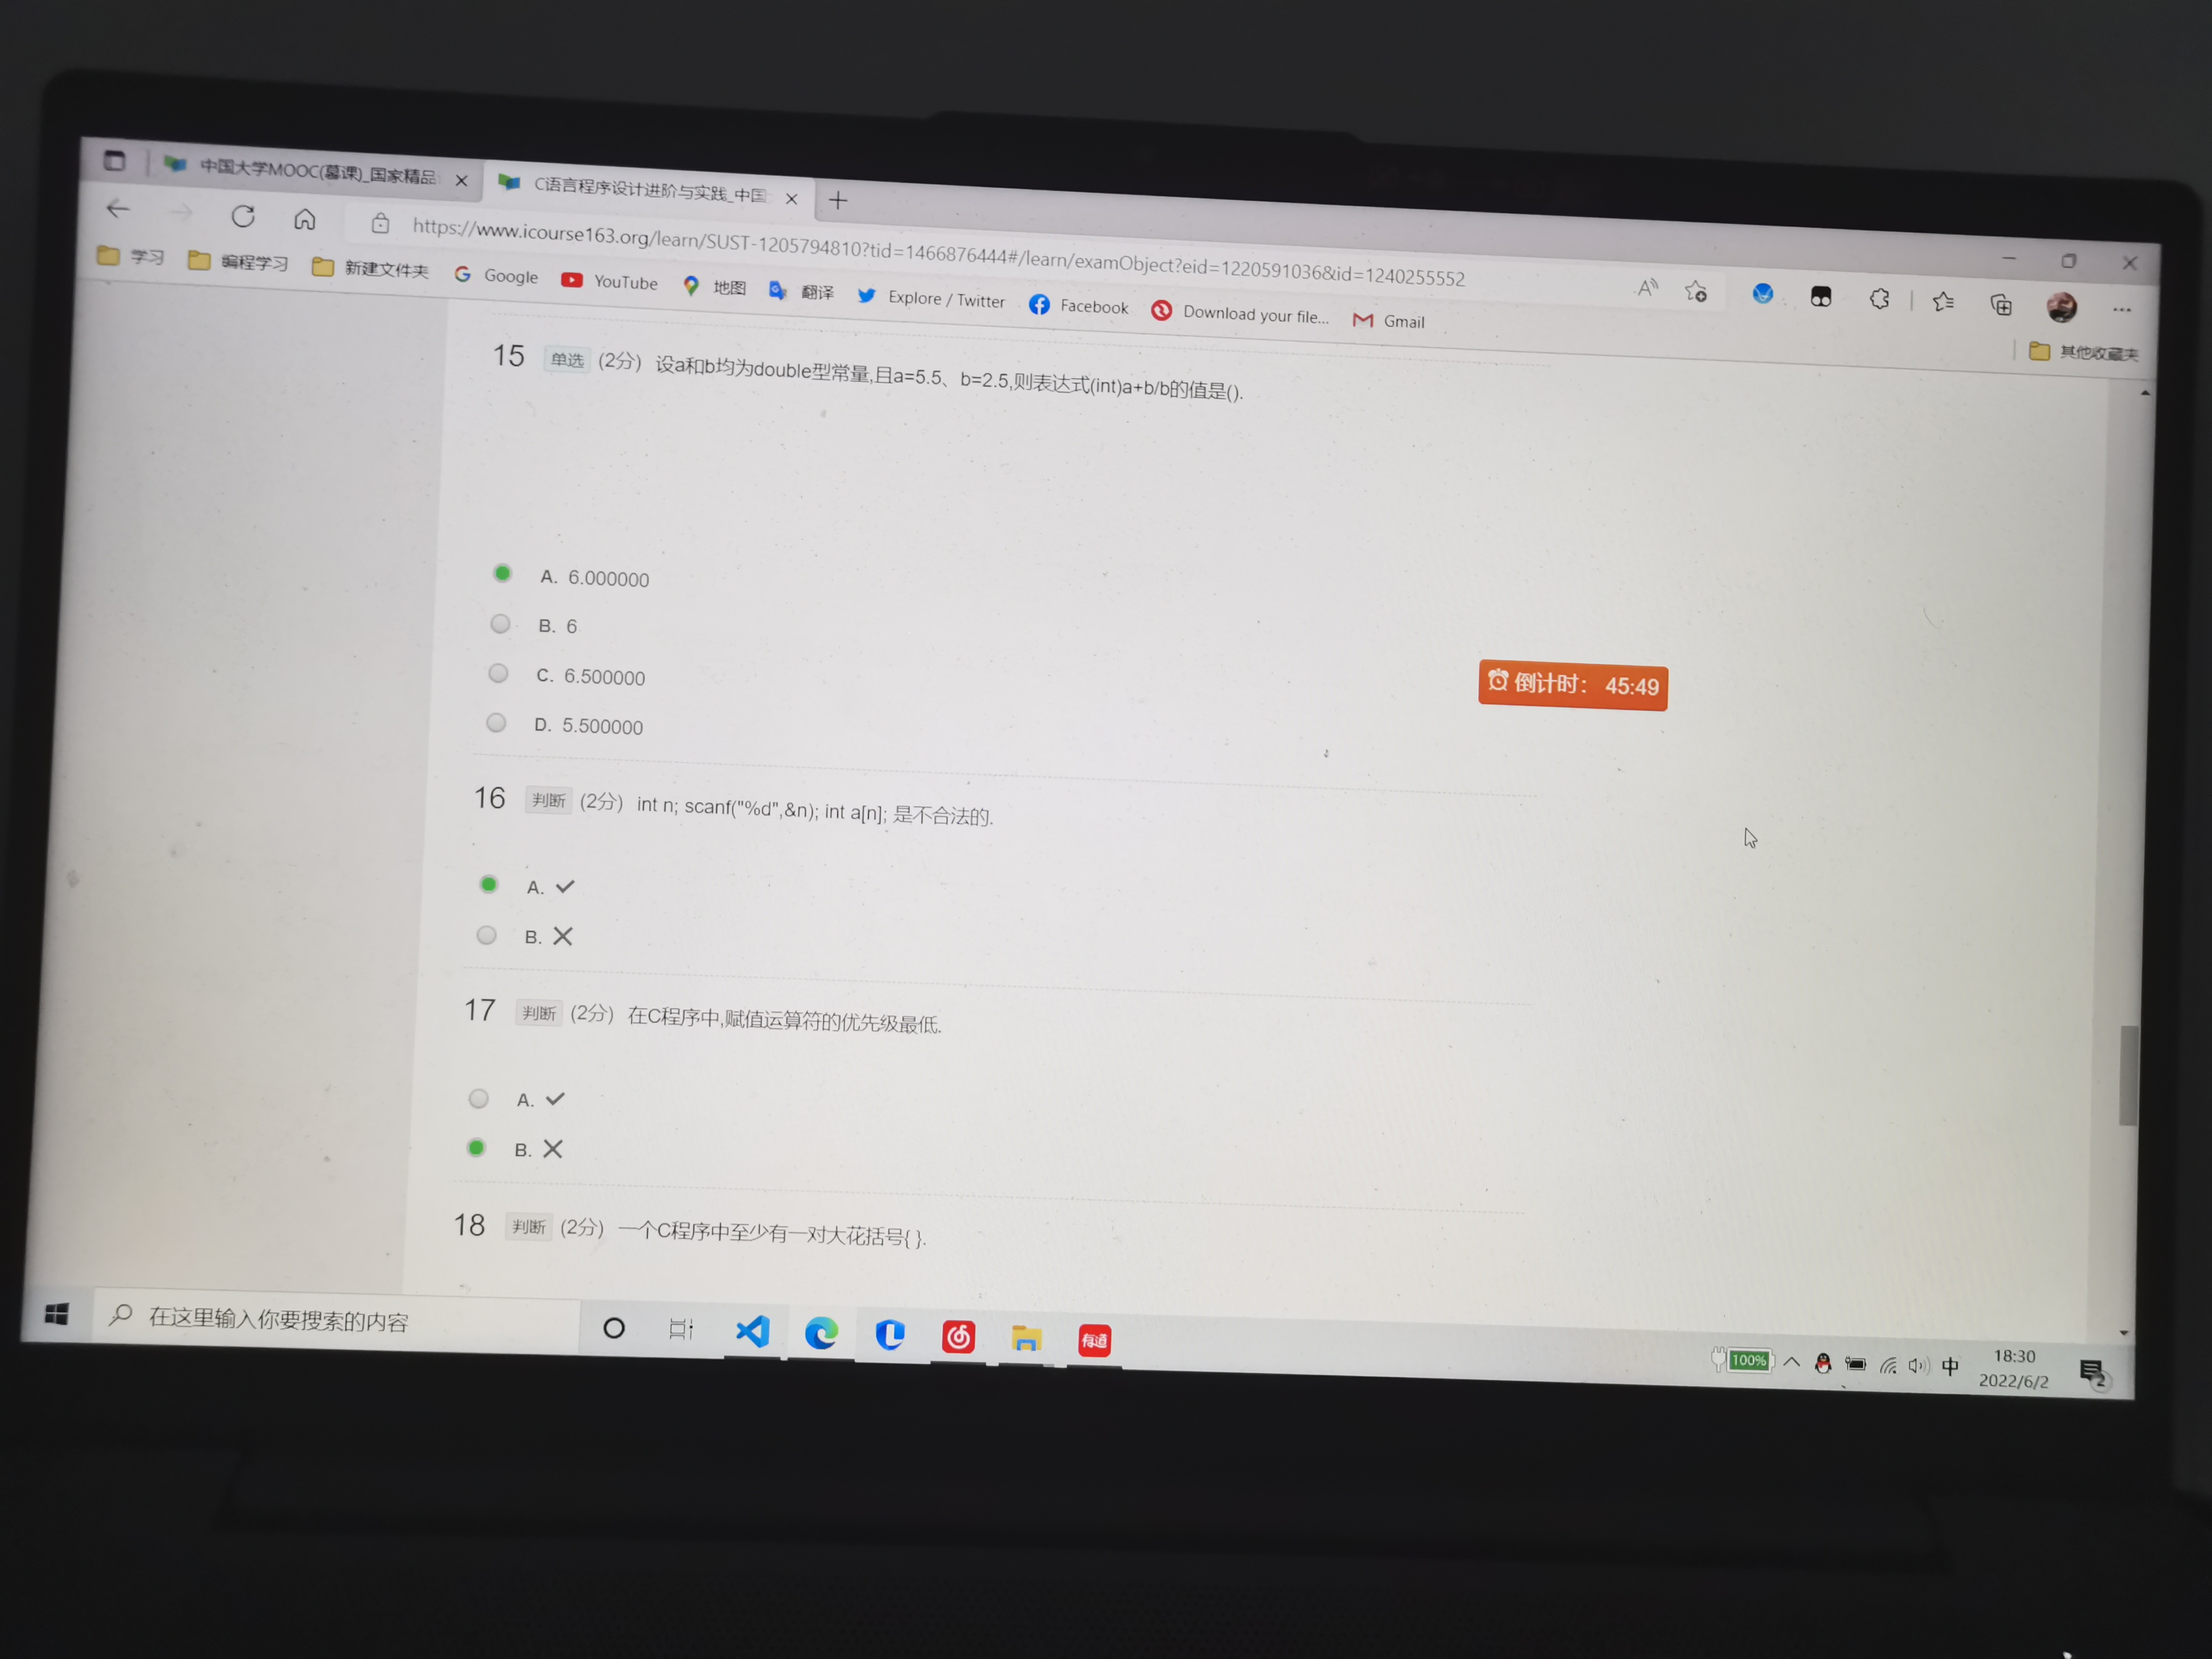 中国大学MOOC(慕课)_国家精品
C语言程序设计进阶与实践_中国
https://www.icourse163.org/learn/SUST-1205794810?tid=1466876444#/learn/examObject?eid=1220591036&id=1240255552
学习 编程学习 新建文件夹 Google YouTube 地图 翻译 Explore / Twitter Facebook Download your file... Gmail
其他收藏夹
15 单选 (2分) 设a和b均为double型常量,且a=5.5、b=2.5,则表达式(int)a+b/b的值是().
A. 6.000000
B. 6
C. 6.500000
D. 5.500000
倒计时: 45:49
16 判断 (2分) int n; scanf("%d",&n); int a[n]; 是不合法的.
A.
B.
17 判断 (2分) 在C程序中,赋值运算符的优先级最低.
A.
B.
18 判断 (2分) 一个C程序中至少有一对大花括号{ }.
在这里输入你要搜索的内容
有道
100%
中
18:30
2022/6/2
2